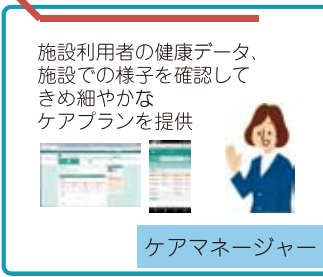 施設利用者の健康データ、
施設での様子を確認して
きめ細やかな
ケアプランを提供
ケアマネージャー